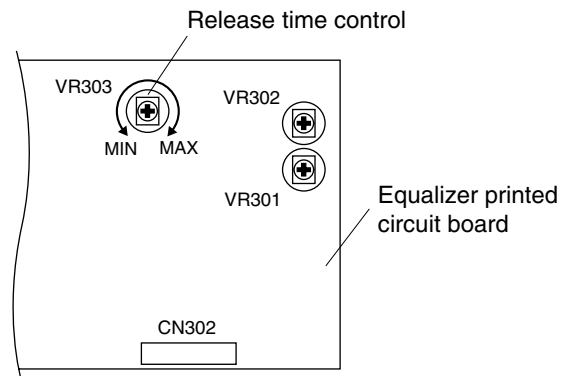 Release time control
VR303
VR302
MIN
MAX
VR301
Equalizer printed
circuit board
CN302